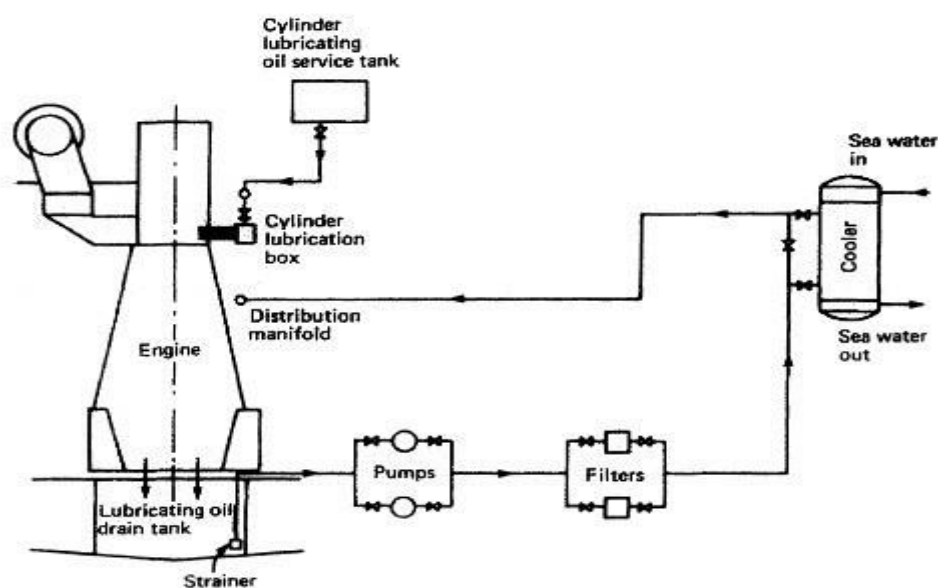 Cylinder
lubricating
oil service tank
Sea water
in
Cylinder
lubrication
box
Cooler
Distribution
manifold
Engine
Sea water
out
Pumps
Filters
Lubricating oil
drain tank
Strainer